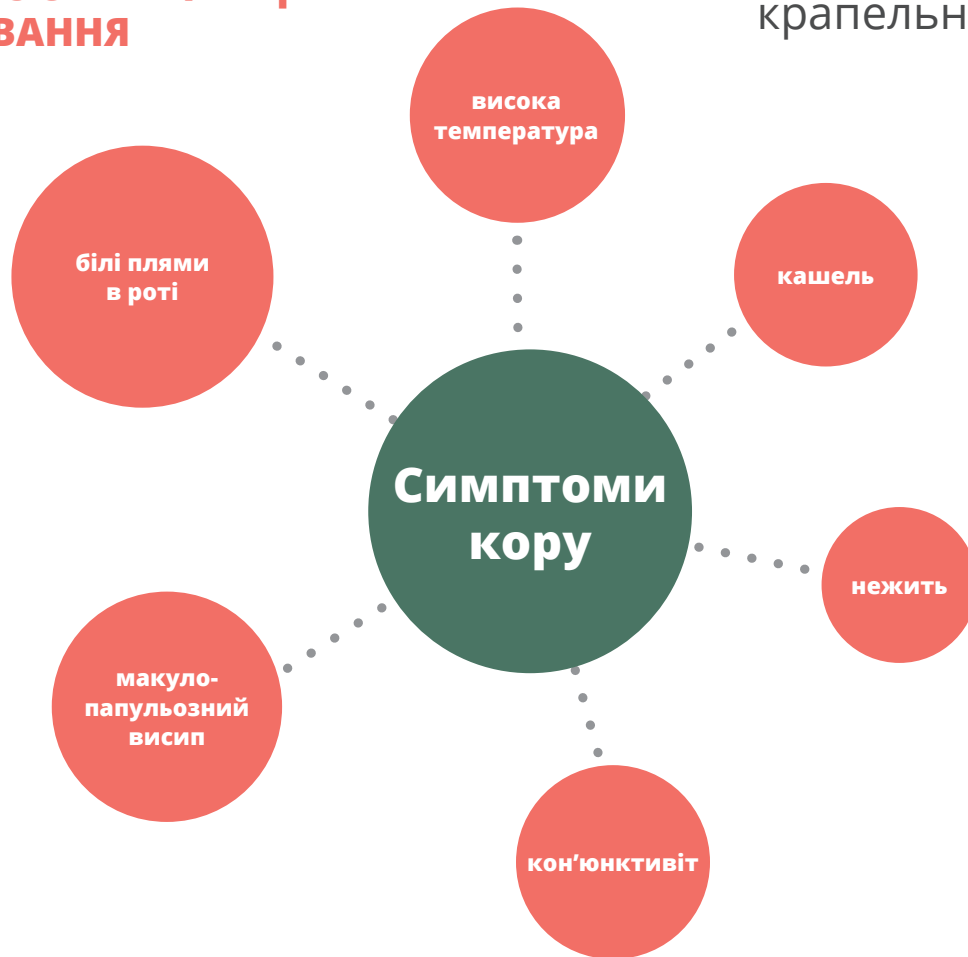 ВАННЯ
крапельн
висока
температура
білі плями
в роті
кашель
Симптоми
кору
нежить
макуло-
папульозний
висип
кон’юнктивіт